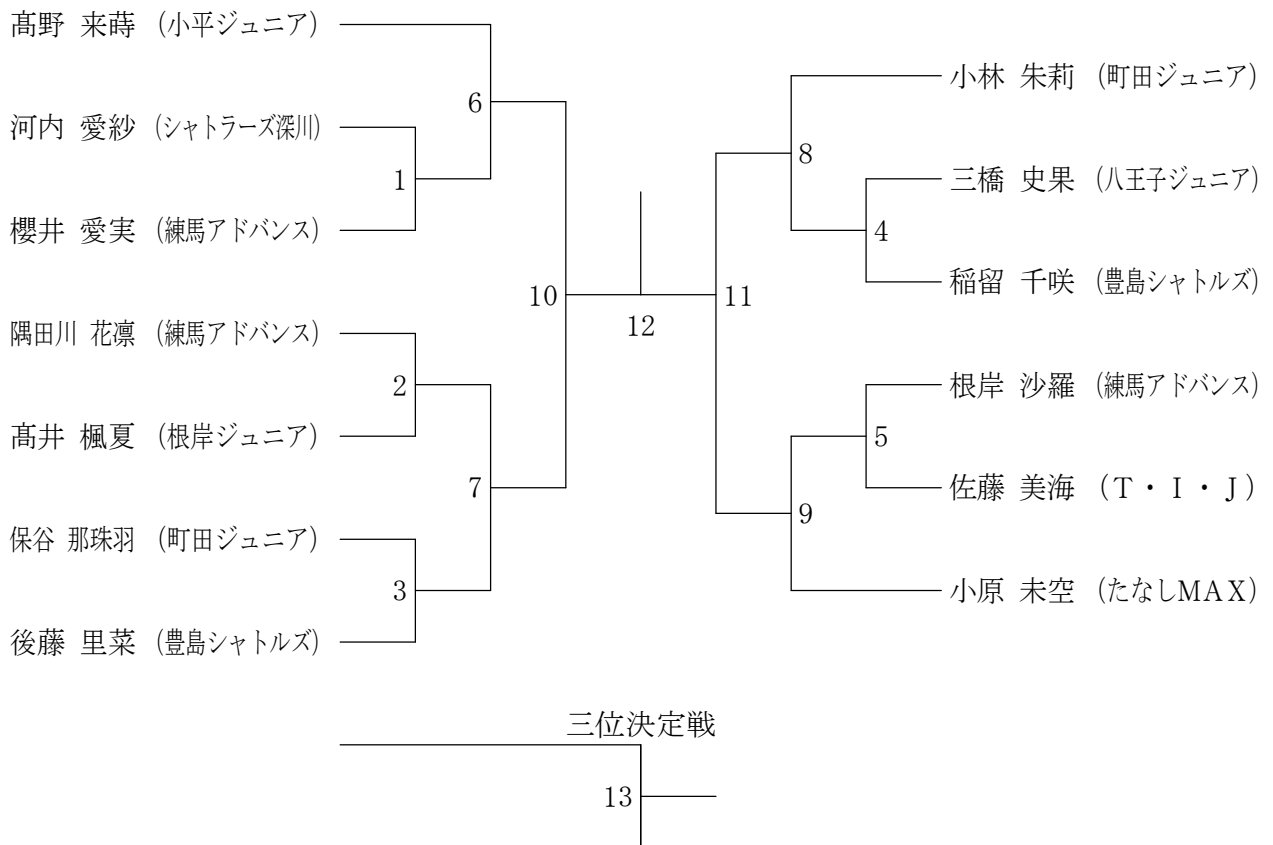 髙野 来蒔 (小平ジュニア)
6
河内 愛紗 (シャトラーズ深川)
1
櫻井 愛実 (練馬アドバンス)
10
隅田川 花凛 (練馬アドバンス)
2
髙井 楓夏 (根岸ジュニア)
7
保谷 那珠羽 (町田ジュニア)
3
後藤 里菜 (豊島シャトルズ)
12
小林 朱莉 (町田ジュニア)
8
三橋 史果 (八王子ジュニア)
4
稲留 千咲 (豊島シャトルズ)
11
根岸 沙羅 (練馬アドバンス)
5
佐藤 美海 (T・I・J)
9
小原 未空 (たなしMAX)
三位決定戦
13